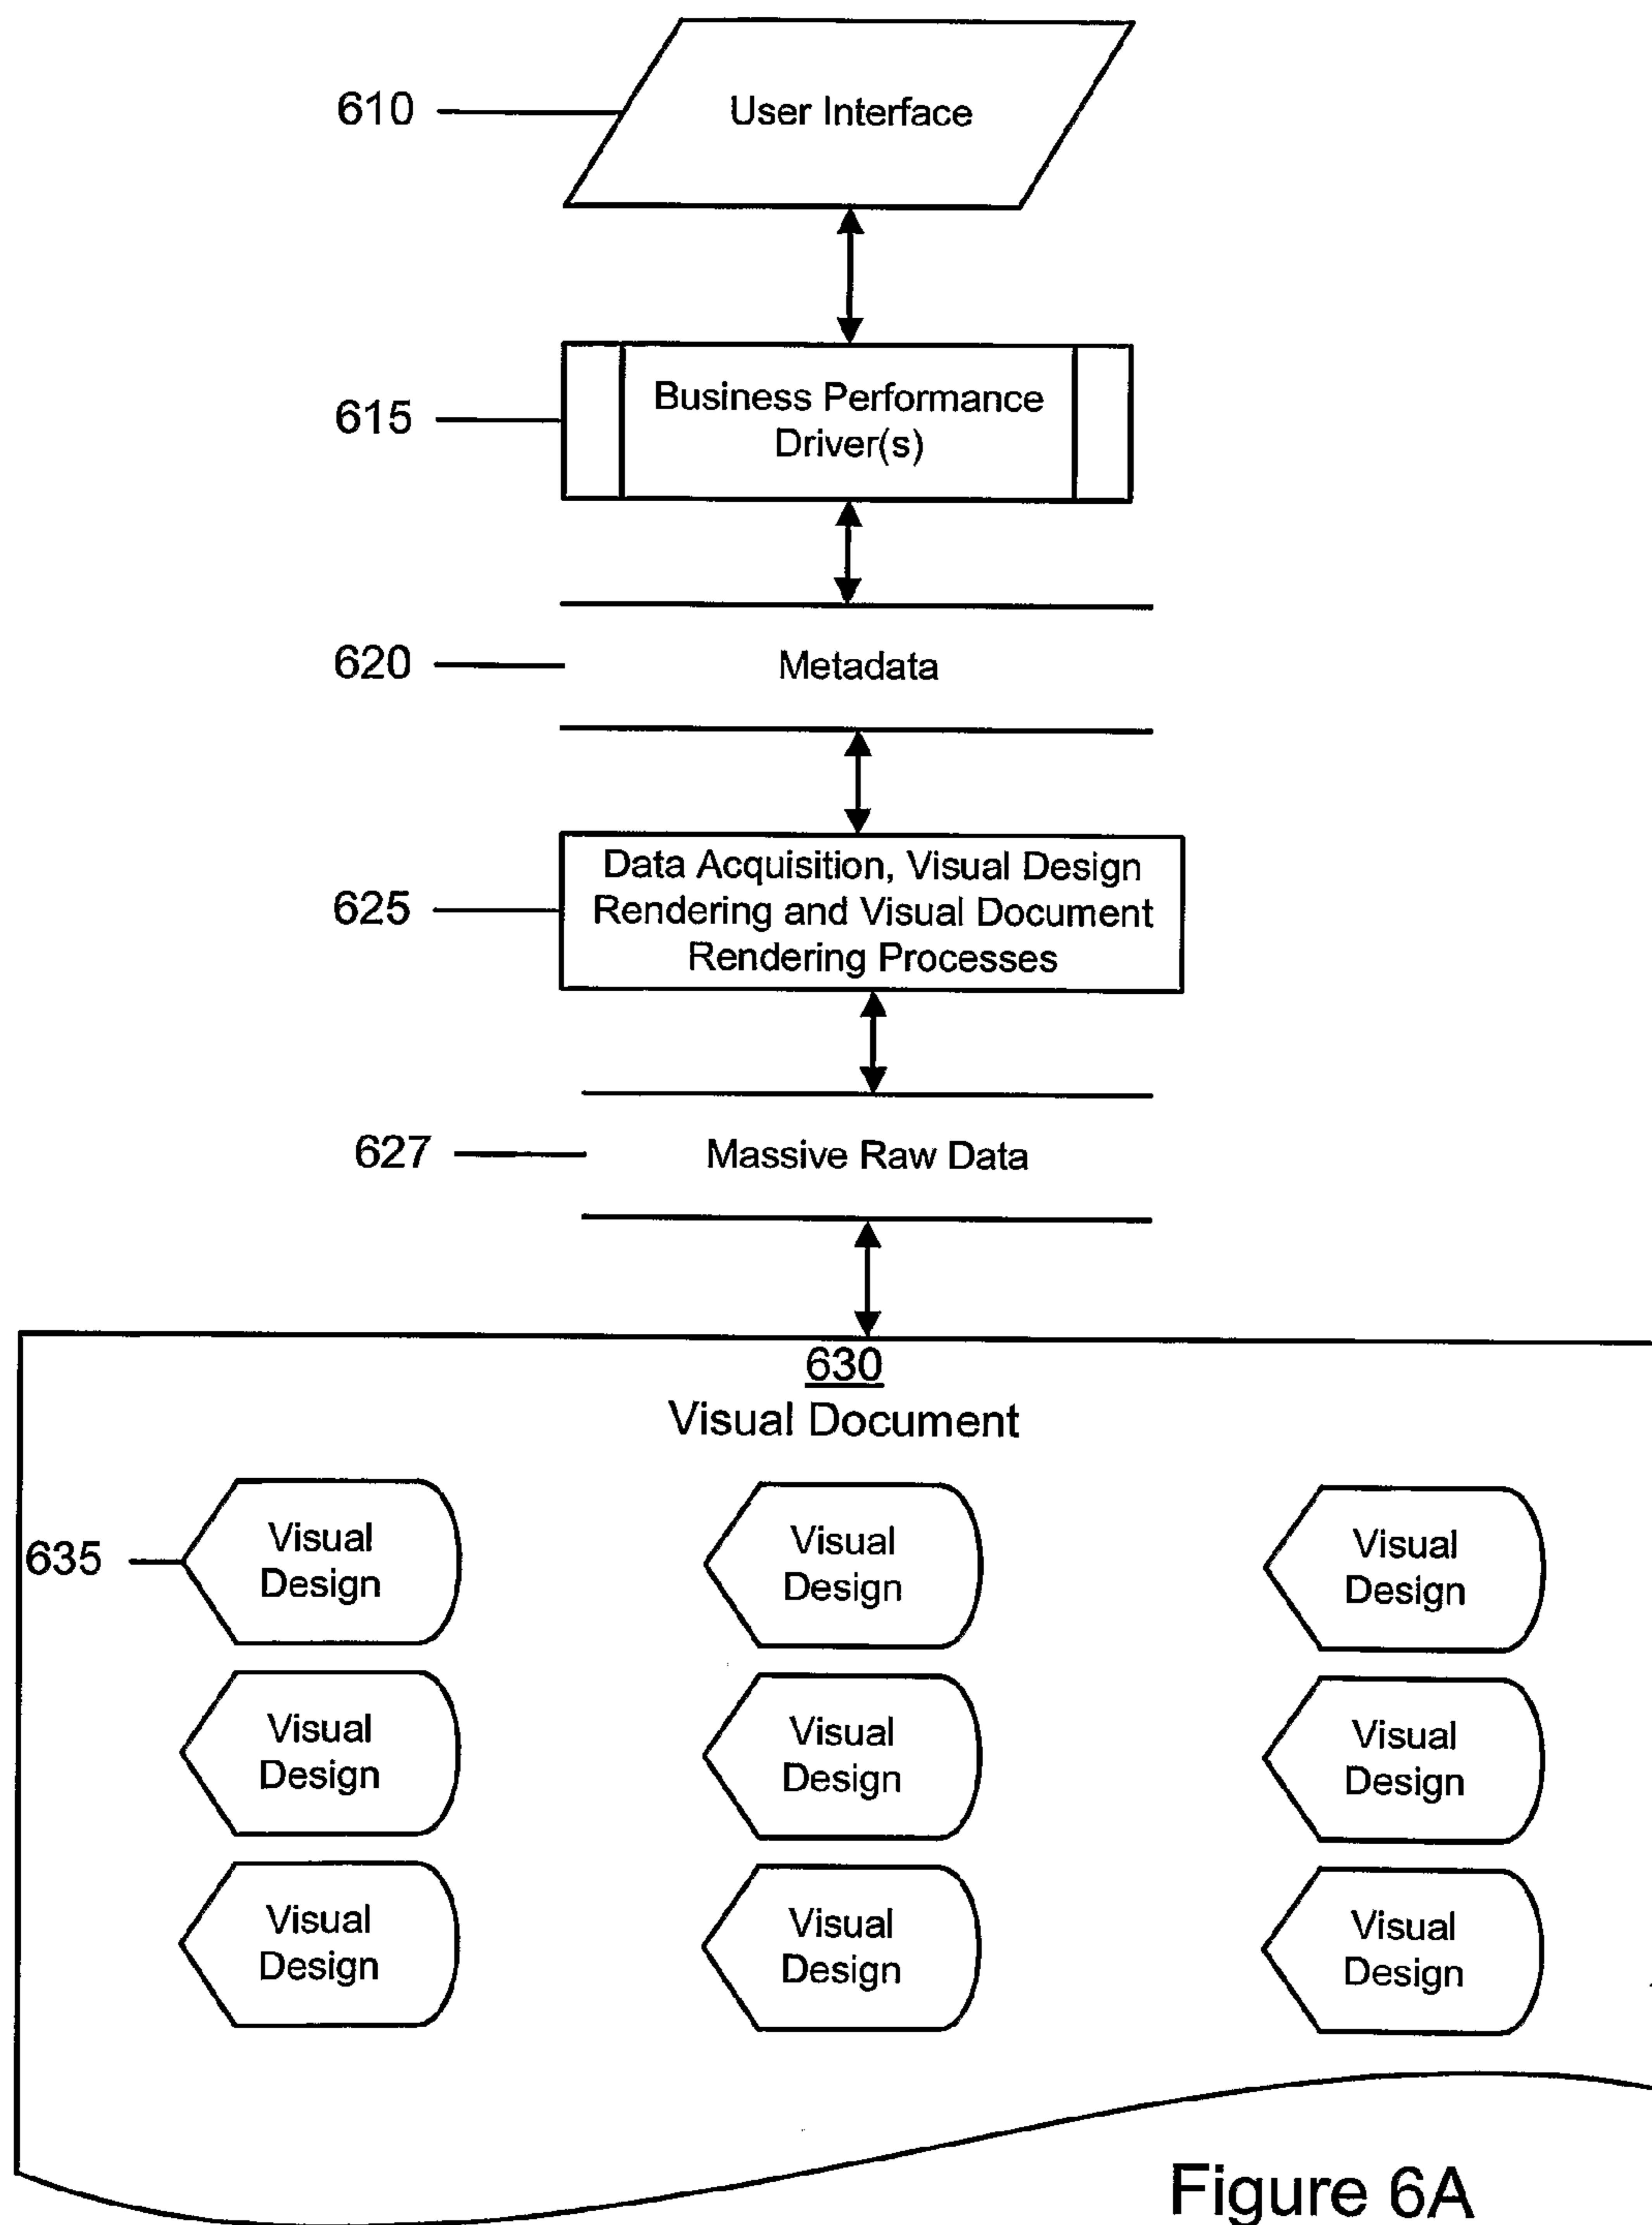 610
User Interface
615
Business Performance
Driver(s)
620
Metadata
625
Data Acquisition, Visual Design
Rendering and Visual Document
Rendering Processes
627
Massive Raw Data
630
Visual Document
635
Visual
Design
Visual
Design
Visual
Design
Visual
Design
Visual
Design
Visual
Design
Visual
Design
Visual
Design
Visual
Design
Figure 6A